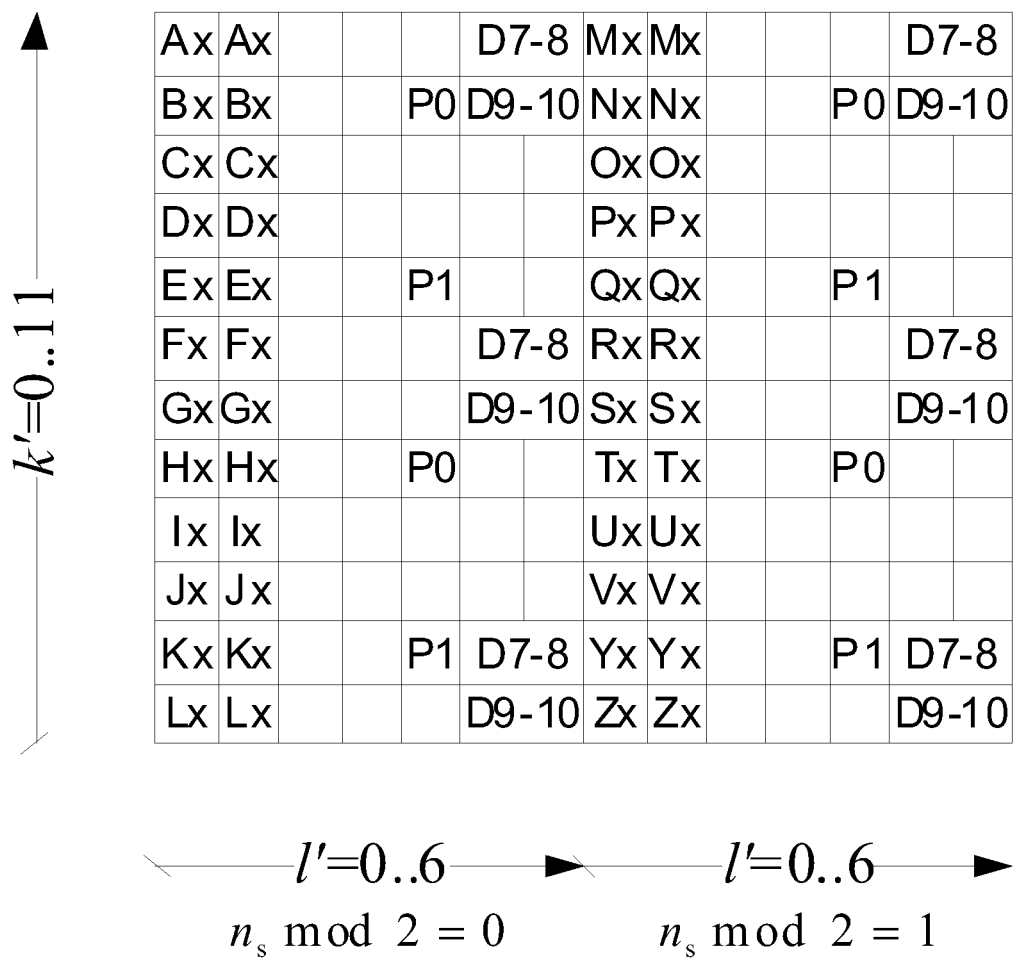 Ax Ax D7-8 Mx Mx D7-8
Bx Bx P0 D9-10 Nx Nx P0 D9-10
Cx Cx Ox Ox
Dx Dx Px Px
Ex Ex P1 Qx Qx P1
Fx Fx D7-8 Rx Rx D7-8
Gx Gx D9-10 Sx Sx D9-10
Hx Hx P0 Tx Tx P0
Ix Ix Ux Ux
Jx Jx Vx Vx
Kx Kx P1 D7-8 Yx Yx P1 D7-8
Lx Lx D9-10 Zx Zx D9-10
k'=0..11
l'=0..6 l'=0..6
ns mod 2 = 0 ns mod 2 = 1